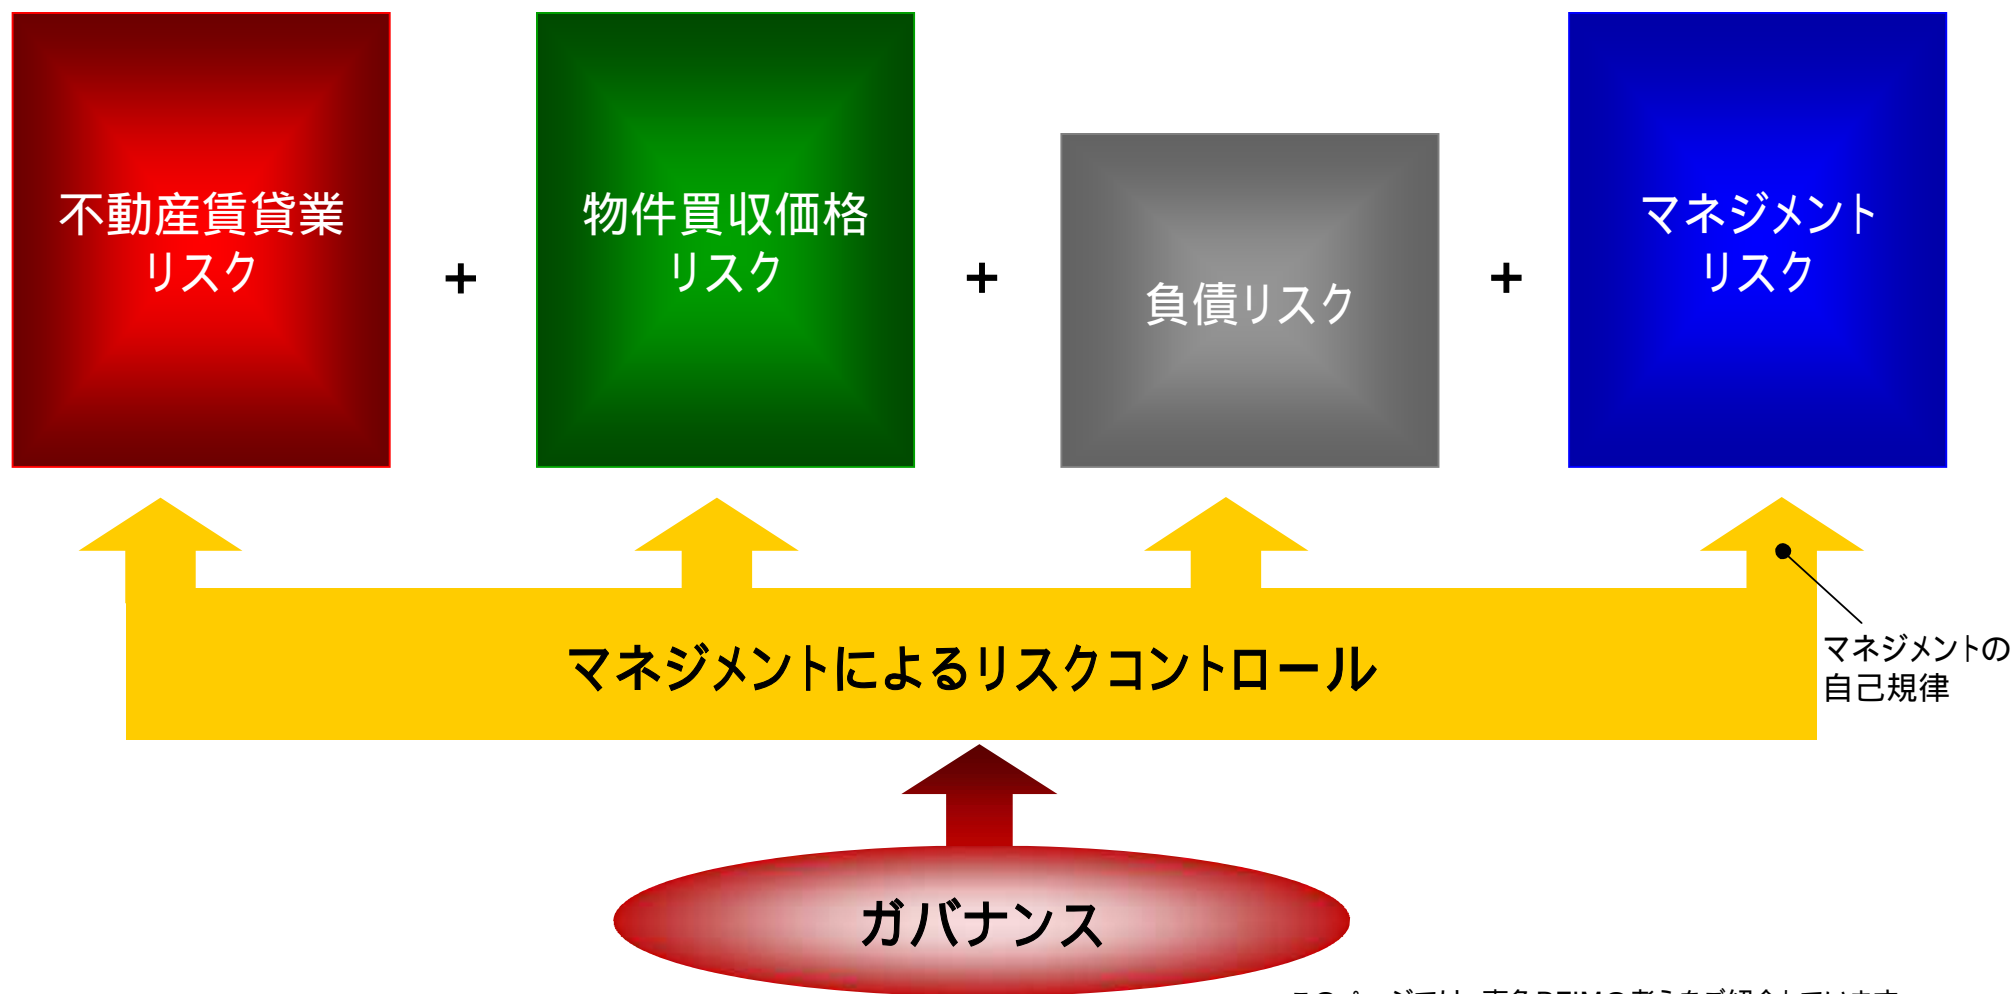 不動産賃貸業
リスク
+
物件買収価格
リスク
+
負債リスク
+
マネジメント
リスク
マネジメントによるリスクコントロール
マネジメントの
自己規律
ガバナンス